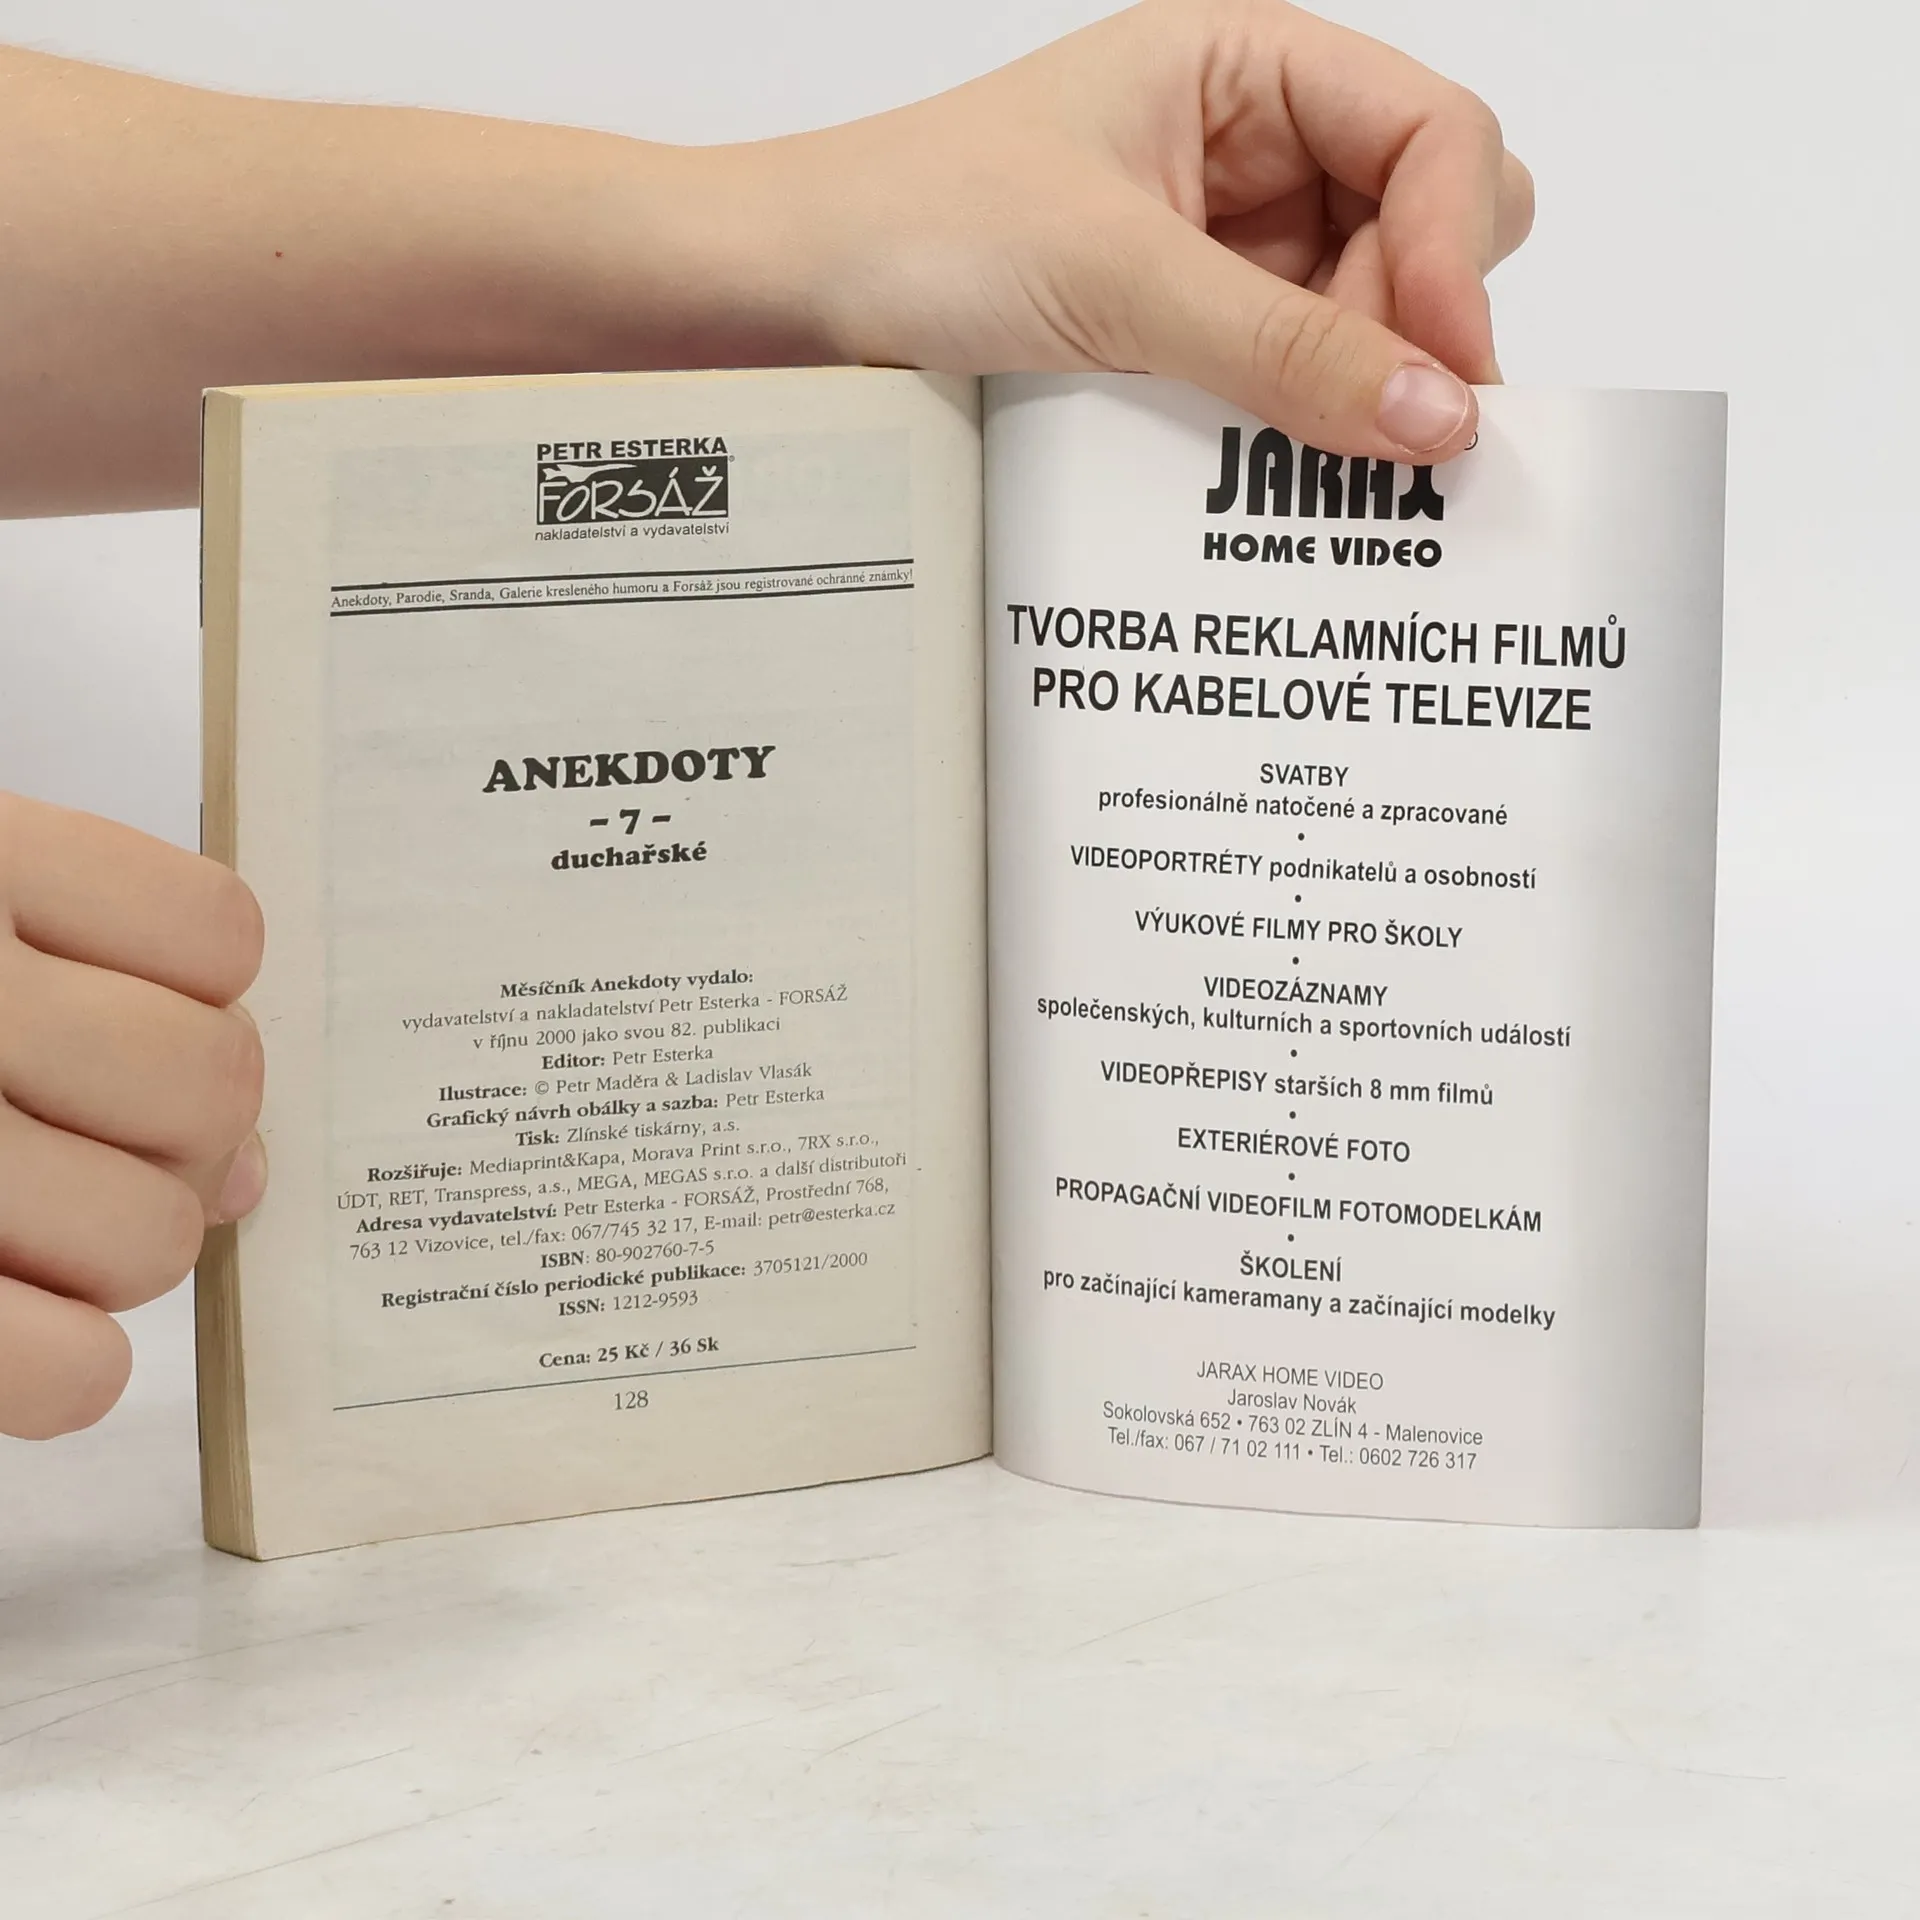 PETR ESTERKA
FORSÁŽ
nakladatelství a vydavatelství
Anekdoty, Parodie, Sranda, Galerie kresleného humoru a Forsáž jsou registrované ochranné známky!
ANEKDOTY
– 7 –
duchařské
Měsíčník Anekdoty vydalo:
vydavatelství a nakladatelství Petr Esterka - FORSÁŽ
v říjnu 2000 jako svou 82. publikaci
Editor: Petr Esterka
Ilustrace: © Petr Maděra & Ladislav Vlasák
Grafický návrh obálky a sazba: Petr Esterka
Tisk: Zlínské tiskárny, a.s.
Rozšiřuje: Mediaprint&Kapa, Morava Print s.r.o., 7RX s.r.o.,
ÚDT, RET, Transpress, a.s., MEGA, MEGAS s.r.o. a další distributoři
Adresa vydavatelství: Petr Esterka - FORSÁŽ, Prostřední 768,
763 12 Vizovice, tel./fax: 067/745 32 17, E-mail: petr@esterka.cz
ISBN: 80-902760-7-5
Registrační číslo periodické publikace: 3705121/2000
ISSN: 1212-9593
Cena: 25 Kč / 36 Sk
128
JARAX
HOME VIDEO
TVORBA REKLAMNÍCH FILMŮ
PRO KABELOVÉ TELEVIZE
SVATBY
profesionálně natočené a zpracované
•
VIDEOPORTRÉTY podnikatelů a osobností
•
VÝUKOVÉ FILMY PRO ŠKOLY
•
VIDEOZÁZNAMY
společenských, kulturních a sportovních událostí
•
VIDEOPŘEPISY starších 8 mm filmů
•
EXTERIÉROVÉ FOTO
•
PROPAGAČNÍ VIDEOFILM FOTOMODELKÁM
•
ŠKOLENÍ
pro začínající kameramany a začínající modelky
JARAX HOME VIDEO
Jaroslav Novák
Sokolovská 652 • 763 02 ZLÍN 4 - Malenovice
Tel./fax: 067 / 71 02 111 • Tel.: 0602 726 317